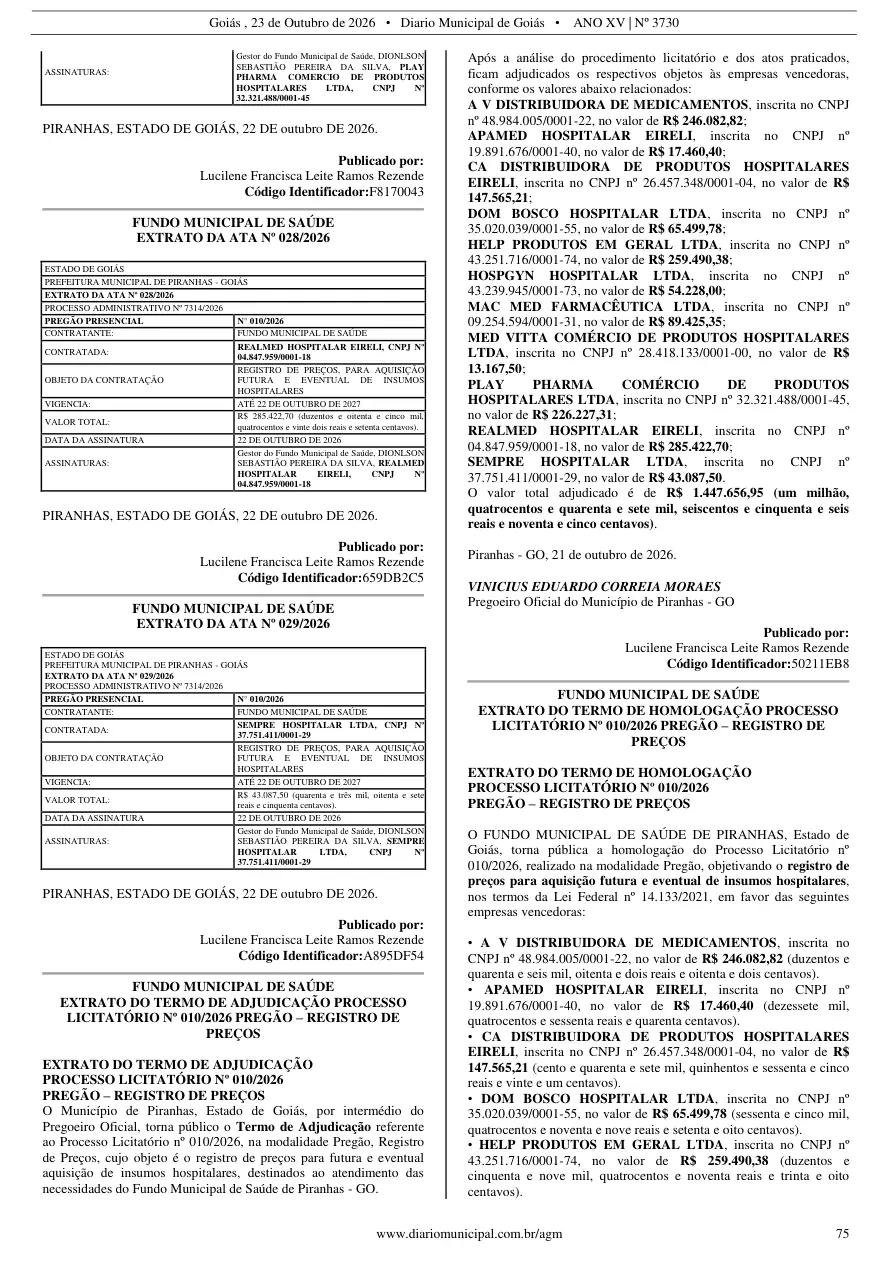 Goiás , 23 de Outubro de 2026 • Diario Municipal de Goiás • ANO XV | Nº 3730
ASSINATURAS:
Gestor do Fundo Municipal de Saúde, DIONLSON
SEBASTIÃO PEREIRA DA SILVA, PLAY
PHARMA COMERCIO DE PRODUTOS
HOSPITALARES LTDA, CNPJ Nº
32.321.488/0001-45
PIRANHAS, ESTADO DE GOIÁS, 22 DE outubro DE 2026.
Publicado por:
Lucilene Francisca Leite Ramos Rezende
Código Identificador:F8170043
FUNDO MUNICIPAL DE SAÚDE
EXTRATO DA ATA Nº 028/2026
ESTADO DE GOIÁS
PREFEITURA MUNICIPAL DE PIRANHAS - GOIÁS
EXTRATO DA ATA Nº 028/2026
PROCESSO ADMINISTRATIVO Nº 7314/2026
PREGÃO PRESENCIAL Nº 010/2026
CONTRATANTE: FUNDO MUNICIPAL DE SAÚDE
CONTRATADA:
REALMED HOSPITALAR EIRELI, CNPJ Nº
04.847.959/0001-18
OBJETO DA CONTRATAÇÃO
REGISTRO DE PREÇOS, PARA AQUISIÇÃO
FUTURA E EVENTUAL DE INSUMOS
HOSPITALARES
VIGENCIA: ATÉ 22 DE OUTUBRO DE 2027
VALOR TOTAL:
R$ 285.422,70 (duzentos e oitenta e cinco mil,
quatrocentos e vinte dois reais e setenta centavos).
DATA DA ASSINATURA 22 DE OUTUBRO DE 2026
ASSINATURAS:
Gestor do Fundo Municipal de Saúde, DIONLSON
SEBASTIÃO PEREIRA DA SILVA, REALMED
HOSPITALAR EIRELI, CNPJ Nº
04.847.959/0001-18
PIRANHAS, ESTADO DE GOIÁS, 22 DE outubro DE 2026.
Publicado por:
Lucilene Francisca Leite Ramos Rezende
Código Identificador:659DB2C5
FUNDO MUNICIPAL DE SAÚDE
EXTRATO DA ATA Nº 029/2026
ESTADO DE GOIÁS
PREFEITURA MUNICIPAL DE PIRANHAS - GOIÁS
EXTRATO DA ATA Nº 029/2026
PROCESSO ADMINISTRATIVO Nº 7314/2026
PREGÃO PRESENCIAL Nº 010/2026
CONTRATANTE: FUNDO MUNICIPAL DE SAÚDE
CONTRATADA:
SEMPRE HOSPITALAR LTDA, CNPJ Nº
37.751.411/0001-29
OBJETO DA CONTRATAÇÃO
REGISTRO DE PREÇOS, PARA AQUISIÇÃO
FUTURA E EVENTUAL DE INSUMOS
HOSPITALARES
VIGENCIA: ATÉ 22 DE OUTUBRO DE 2027
VALOR TOTAL:
R$ 43.087,50 (quarenta e três mil, oitenta e sete
reais e cinquenta centavos).
DATA DA ASSINATURA 22 DE OUTUBRO DE 2026
ASSINATURAS:
Gestor do Fundo Municipal de Saúde, DIONLSON
SEBASTIÃO PEREIRA DA SILVA, SEMPRE
HOSPITALAR LTDA, CNPJ Nº
37.751.411/0001-29
PIRANHAS, ESTADO DE GOIÁS, 22 DE outubro DE 2026.
Publicado por:
Lucilene Francisca Leite Ramos Rezende
Código Identificador:A895DF54
FUNDO MUNICIPAL DE SAÚDE
EXTRATO DO TERMO DE ADJUDICAÇÃO PROCESSO
LICITATÓRIO Nº 010/2026 PREGÃO – REGISTRO DE
PREÇOS
EXTRATO DO TERMO DE ADJUDICAÇÃO
PROCESSO LICITATÓRIO Nº 010/2026
PREGÃO – REGISTRO DE PREÇOS
O Município de Piranhas, Estado de Goiás, por intermédio do
Pregoeiro Oficial, torna público o Termo de Adjudicação referente
ao Processo Licitatório nº 010/2026, na modalidade Pregão, Registro
de Preços, cujo objeto é o registro de preços para futura e eventual
aquisição de insumos hospitalares, destinados ao atendimento das
necessidades do Fundo Municipal de Saúde de Piranhas - GO.
Após a análise do procedimento licitatório e dos atos praticados,
ficam adjudicados os respectivos objetos às empresas vencedoras,
conforme os valores abaixo relacionados:
A V DISTRIBUIDORA DE MEDICAMENTOS, inscrita no CNPJ
nº 48.984.005/0001-22, no valor de R$ 246.082,82;
APAMED HOSPITALAR EIRELI, inscrita no CNPJ nº
19.891.676/0001-40, no valor de R$ 17.460,40;
CA DISTRIBUIDORA DE PRODUTOS HOSPITALARES
EIRELI, inscrita no CNPJ nº 26.457.348/0001-04, no valor de R$
147.565,21;
DOM BOSCO HOSPITALAR LTDA, inscrita no CNPJ nº
35.020.039/0001-55, no valor de R$ 65.499,78;
HELP PRODUTOS EM GERAL LTDA, inscrita no CNPJ nº
43.251.716/0001-74, no valor de R$ 259.490,38;
HOSPGYN HOSPITALAR LTDA, inscrita no CNPJ nº
43.239.945/0001-73, no valor de R$ 54.228,00;
MAC MED FARMACÊUTICA LTDA, inscrita no CNPJ nº
09.254.594/0001-31, no valor de R$ 89.425,35;
MED VITTA COMÉRCIO DE PRODUTOS HOSPITALARES
LTDA, inscrita no CNPJ nº 28.418.133/0001-00, no valor de R$
13.167,50;
PLAY PHARMA COMÉRCIO DE PRODUTOS
HOSPITALARES LTDA, inscrita no CNPJ nº 32.321.488/0001-45,
no valor de R$ 226.227,31;
REALMED HOSPITALAR EIRELI, inscrita no CNPJ nº
04.847.959/0001-18, no valor de R$ 285.422,70;
SEMPRE HOSPITALAR LTDA, inscrita no CNPJ nº
37.751.411/0001-29, no valor de R$ 43.087,50.
O valor total adjudicado é de R$ 1.447.656,95 (um milhão,
quatrocentos e quarenta e sete mil, seiscentos e cinquenta e seis
reais e noventa e cinco centavos).
Piranhas - GO, 21 de outubro de 2026.
VINICIUS EDUARDO CORREIA MORAES
Pregoeiro Oficial do Município de Piranhas - GO
Publicado por:
Lucilene Francisca Leite Ramos Rezende
Código Identificador:50211EB8
FUNDO MUNICIPAL DE SAÚDE
EXTRATO DO TERMO DE HOMOLOGAÇÃO PROCESSO
LICITATÓRIO Nº 010/2026 PREGÃO – REGISTRO DE
PREÇOS
EXTRATO DO TERMO DE HOMOLOGAÇÃO
PROCESSO LICITATÓRIO Nº 010/2026
PREGÃO – REGISTRO DE PREÇOS
O FUNDO MUNICIPAL DE SAÚDE DE PIRANHAS, Estado de
Goiás, torna pública a homologação do Processo Licitatório nº
010/2026, realizado na modalidade Pregão, objetivando o registro de
preços para aquisição futura e eventual de insumos hospitalares,
nos termos da Lei Federal nº 14.133/2021, em favor das seguintes
empresas vencedoras:
• A V DISTRIBUIDORA DE MEDICAMENTOS, inscrita no
CNPJ nº 48.984.005/0001-22, no valor de R$ 246.082,82 (duzentos e
quarenta e seis mil, oitenta e dois reais e oitenta e dois centavos).
• APAMED HOSPITALAR EIRELI, inscrita no CNPJ nº
19.891.676/0001-40, no valor de R$ 17.460,40 (dezessete mil,
quatrocentos e sessenta reais e quarenta centavos).
• CA DISTRIBUIDORA DE PRODUTOS HOSPITALARES
EIRELI, inscrita no CNPJ nº 26.457.348/0001-04, no valor de R$
147.565,21 (cento e quarenta e sete mil, quinhentos e sessenta e cinco
reais e vinte e um centavos).
• DOM BOSCO HOSPITALAR LTDA, inscrita no CNPJ nº
35.020.039/0001-55, no valor de R$ 65.499,78 (sessenta e cinco mil,
quatrocentos e noventa e nove reais e setenta e oito centavos).
• HELP PRODUTOS EM GERAL LTDA, inscrita no CNPJ nº
43.251.716/0001-74, no valor de R$ 259.490,38 (duzentos e
cinquenta e nove mil, quatrocentos e noventa reais e trinta e oito
centavos).
www.diariomunicipal.com.br/agm 75